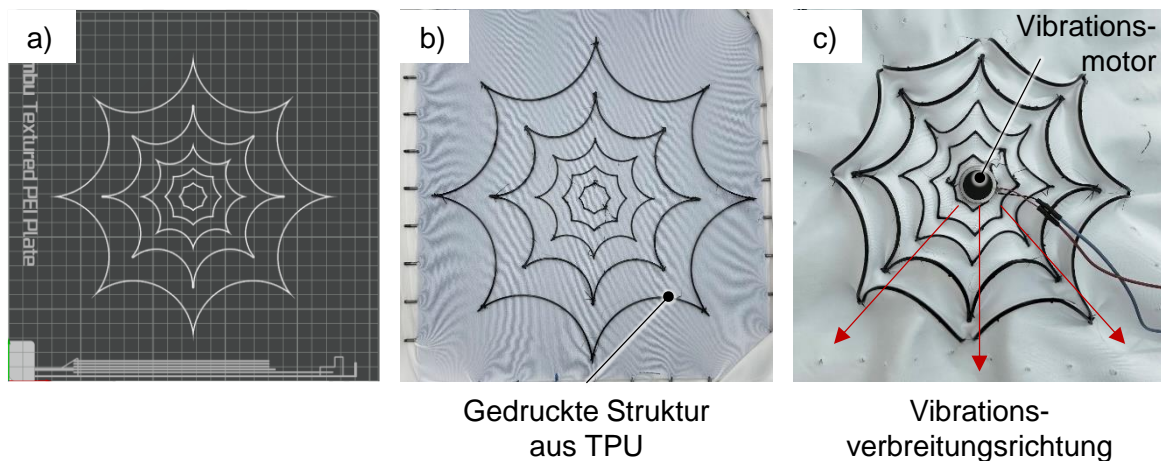 a)
mbu Textured PEI Plate
b)
c)
Vibrations-
motor
Gedruckte Struktur
aus TPU
Vibrations-
verbreitungsrichtung